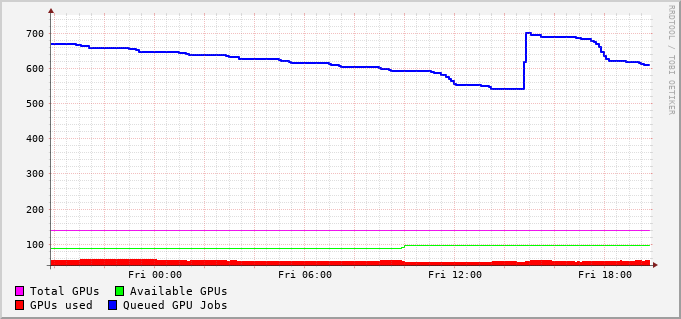 700
600
500
400
300
200
100
Fri 00:00 Fri 06:00 Fri 12:00 Fri 18:00
Total GPUs Available GPUs
GPUs used Queued GPU Jobs
RRDTOOL / TOBI OETIKER